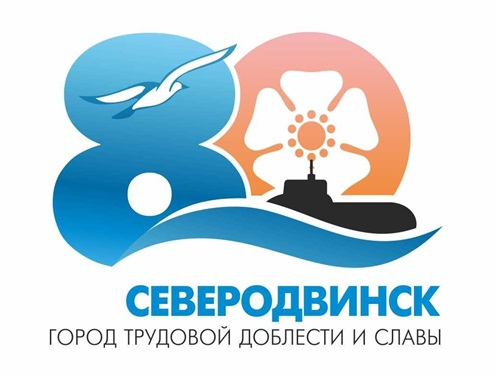 80
СЕВЕРОДВИНСК
ГОРОД ТРУДОВОЙ ДОБЛЕСТИ И СЛАВЫ